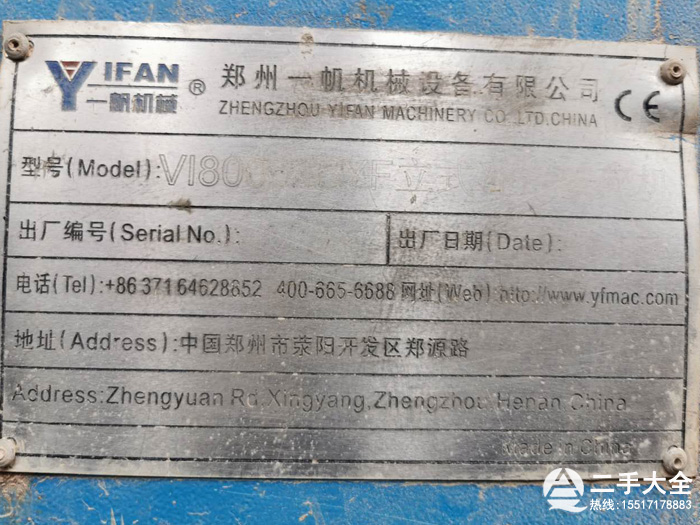 YIFAN ® 郑州一帆机械设备有限公司
一帆机械 ZHENGZHOU YIFAN MACHINERY CO.,LTD.CHINA CE
型号(Model): VI80
出厂编号(Serial No.): 出厂日期(Date):
电话(Tel):+86 371 64628852 400-665-6688 网址(Web):http://www.yfmac.com
地址(Address):中国郑州市荥阳开发区郑源路
Address:Zhengyuan Rd,Xingyang,Zhengzhou,Henan China
Made in China
二手大全
热线:15517178883